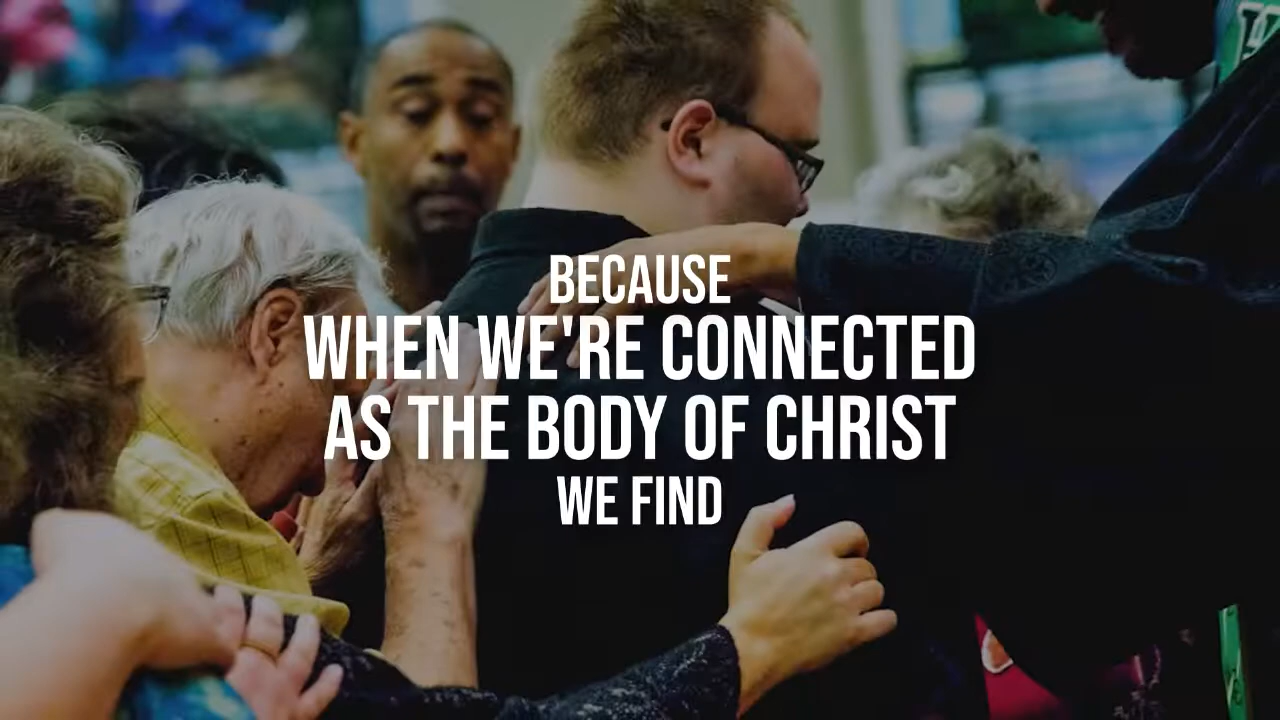 BECAUSE
WHEN WE'RE CONNECTED
AS THE BODY OF CHRIST
WE FIND